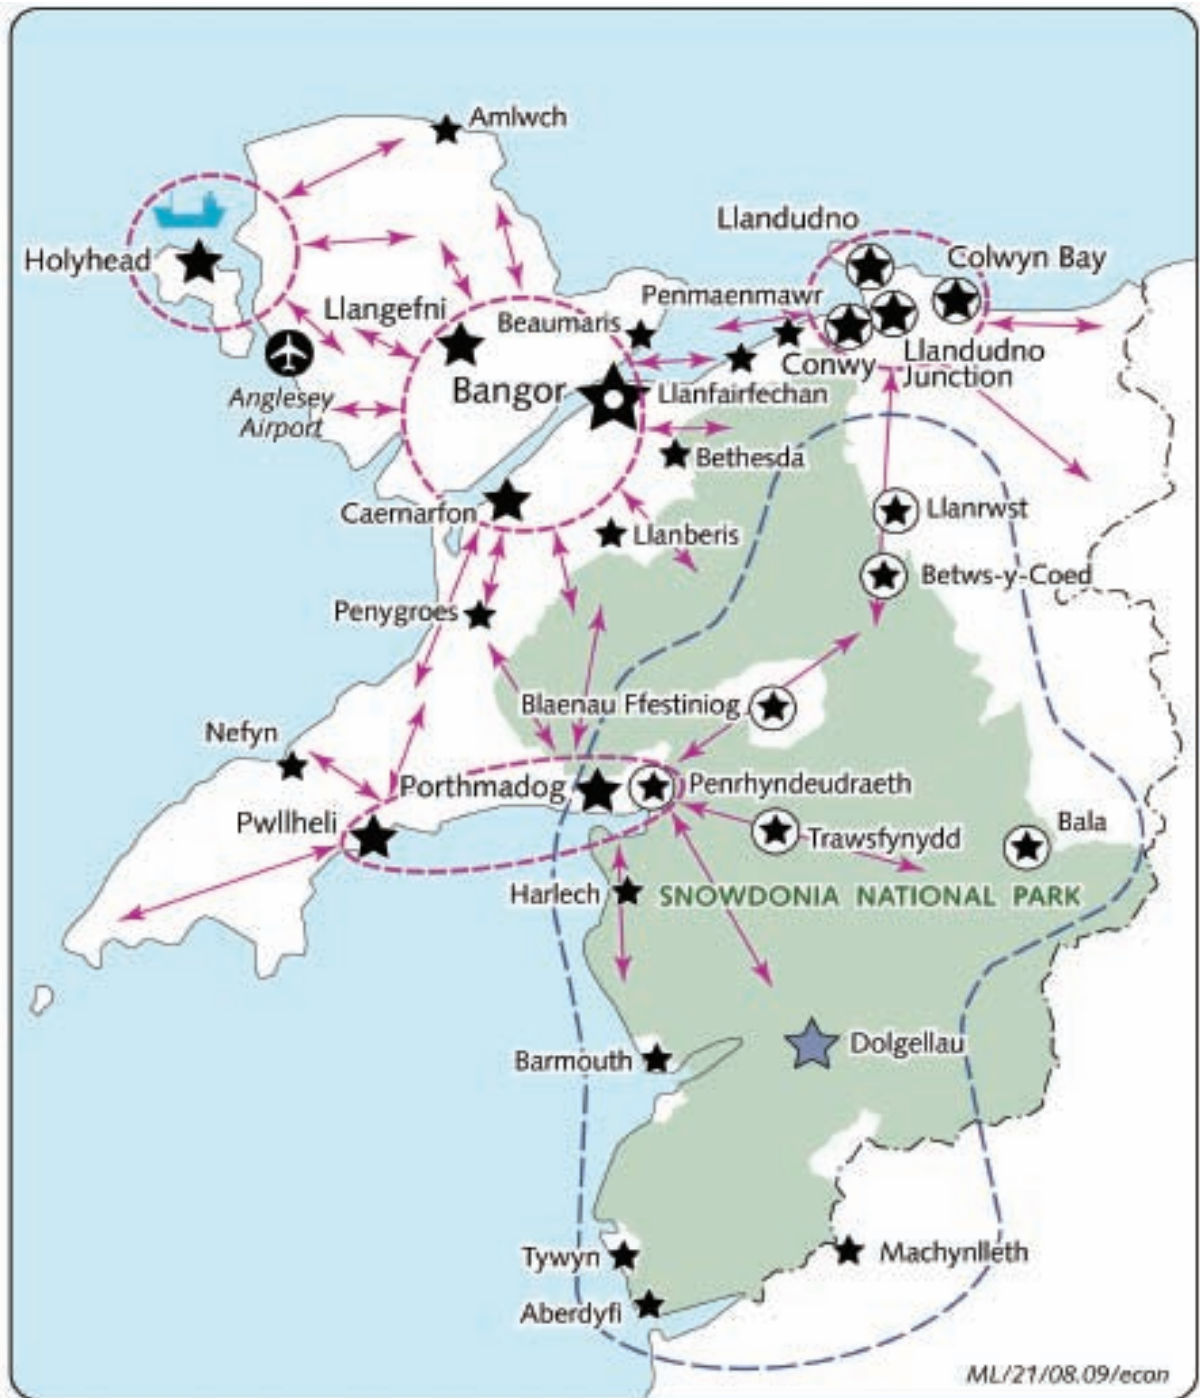 Amlwch
Llandudno
Holyhead
Colwyn Bay
Penmaenmawr
Llangefni
Beaumaris
Conwy
Llandudno
Junction
Bangor
Llanfairfechan
Anglesey
Airport
Bethesda
Caernarfon
Llanrwst
Llanberis
Betws-y-Coed
Penygroes
Blaenau Ffestiniog
Nefyn
Porthmadog
Penrhyndeudraeth
Pwllheli
Trawsfynydd
Bala
Harlech
SNOWDONIA NATIONAL PARK
Dolgellau
Barmouth
Tywyn
Machynlleth
Aberdyfi
ML/21/08.09/econ